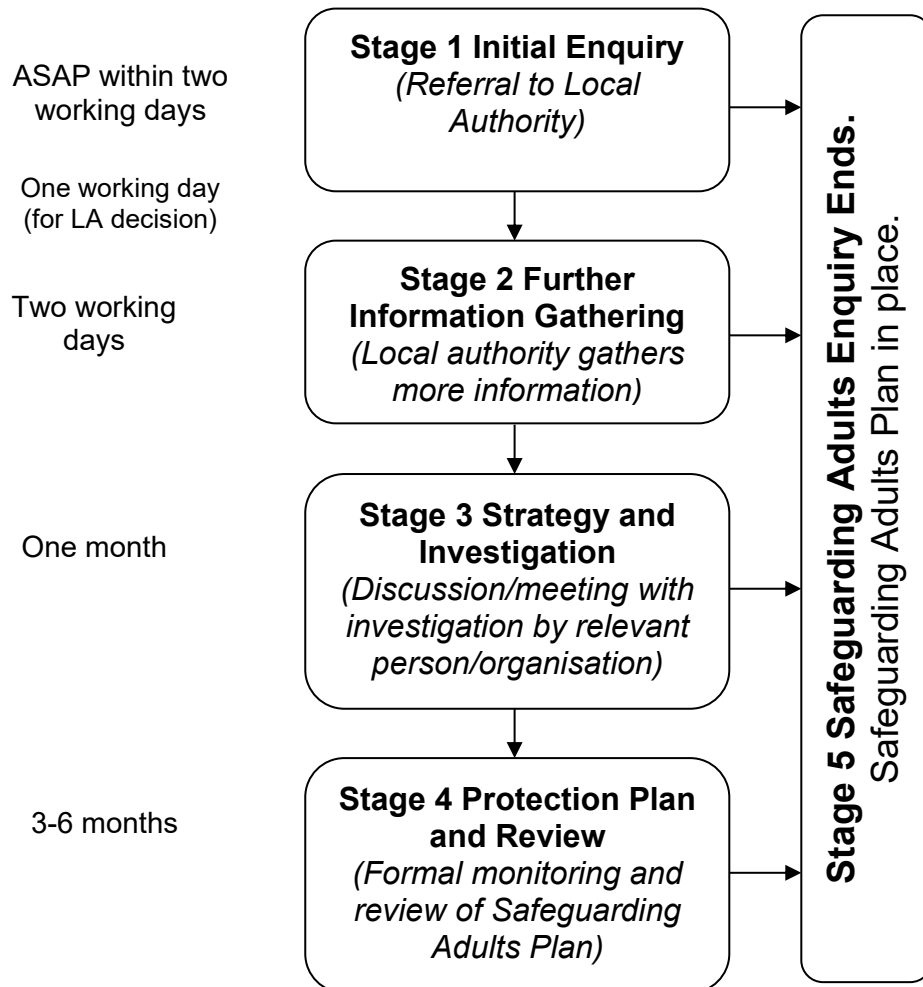 ASAP within two
working days
Stage 1 Initial Enquiry
(Referral to Local
Authority)
One working day
(for LA decision)
Two working
days
Stage 2 Further
Information Gathering
(Local authority gathers
more information)
One month
Stage 3 Strategy and
Investigation
(Discussion/meeting with
investigation by relevant
person/organisation)
3-6 months
Stage 4 Protection Plan
and Review
(Formal monitoring and
review of Safeguarding
Adults Plan)
Stage 5 Safeguarding Adults Enquiry Ends.
Safeguarding Adults Plan in place.